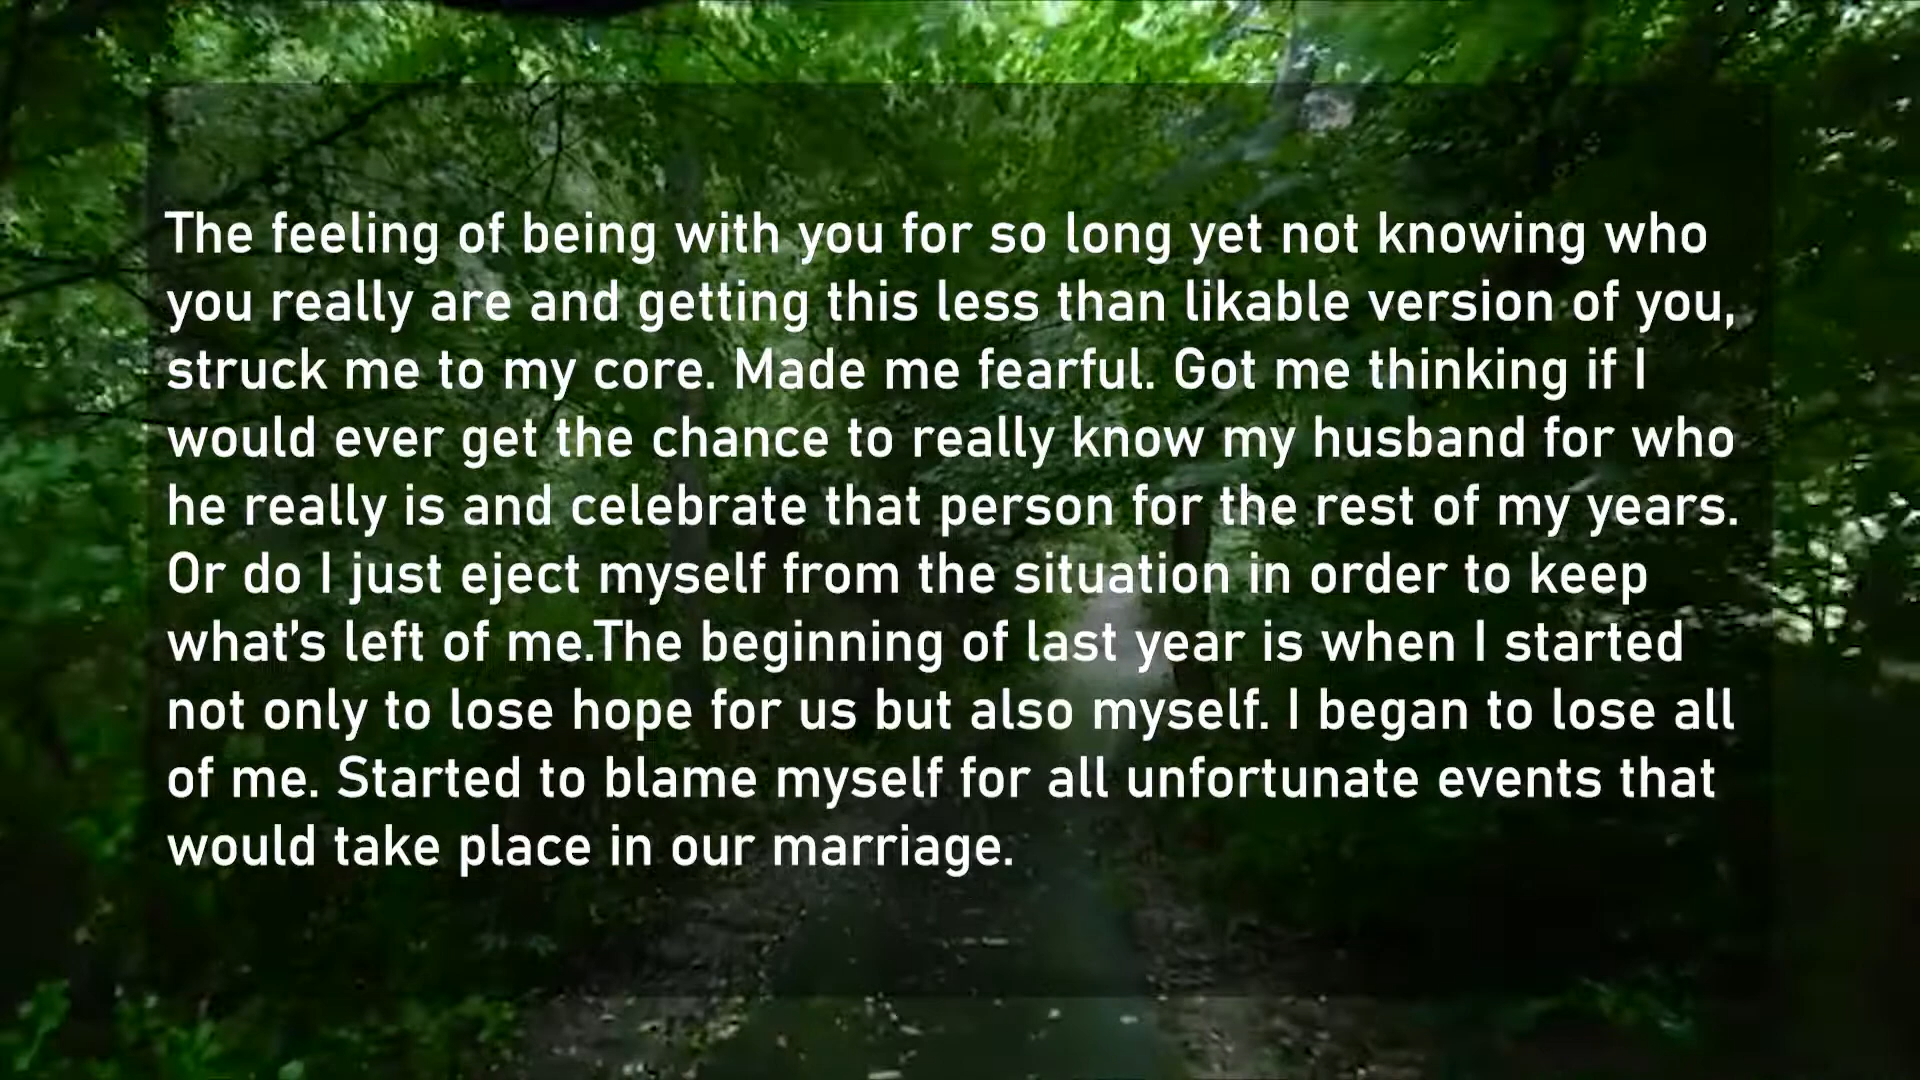 The feeling of being with you for so long yet not knowing who
you really are and getting this less than likable version of you,
struck me to my core. Made me fearful. Got me thinking if I
would ever get the chance to really know my husband for who
he really is and celebrate that person for the rest of my years.
Or do I just eject myself from the situation in order to keep
what’s left of me.The beginning of last year is when I started
not only to lose hope for us but also myself. I began to lose all
of me. Started to blame myself for all unfortunate events that
would take place in our marriage.